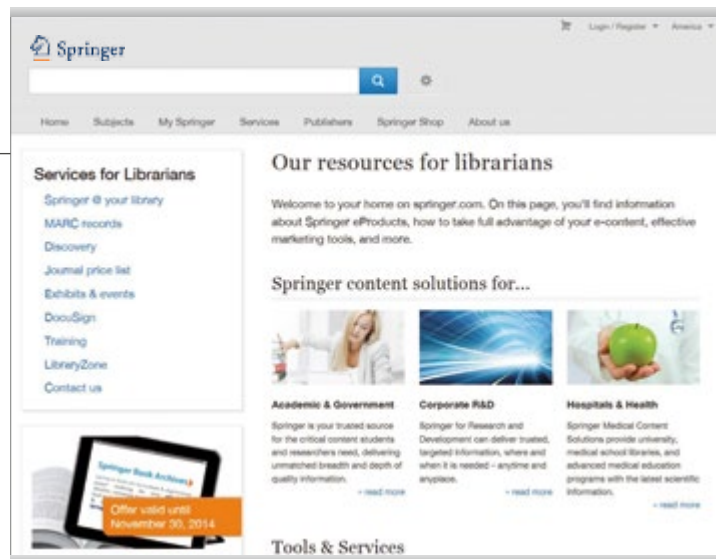 Login / Register
America
Springer
Home
Subjects
My Springer
Services
Publishers
Springer Shop
About us
Services for Librarians
Springer @ your library
MARC records
Discovery
Journal price list
Exhibits & events
DocuSign
Training
LibraryZone
Contact us
Springer Book Archives
Offer valid until
November 30, 2014
Our resources for librarians
Welcome to your home on springer.com. On this page, you'll find information
about Springer eProducts, how to take full advantage of your e-content, effective
marketing tools, and more.
Springer content solutions for...
Academic & Government
Springer is your trusted source
for the critical content students
and researchers need, delivering
unmatched breadth and depth of
quality information.
» read more
Corporate R&D
Springer for Research and
Development can deliver trusted,
targeted information, where and
when it is needed – anytime and
anyplace.
» read more
Hospitals & Health
Springer Medical Content
Solutions provide university,
medical school libraries, and
advanced medical education
programs with the latest scientific
information.
» read more
Tools & Services